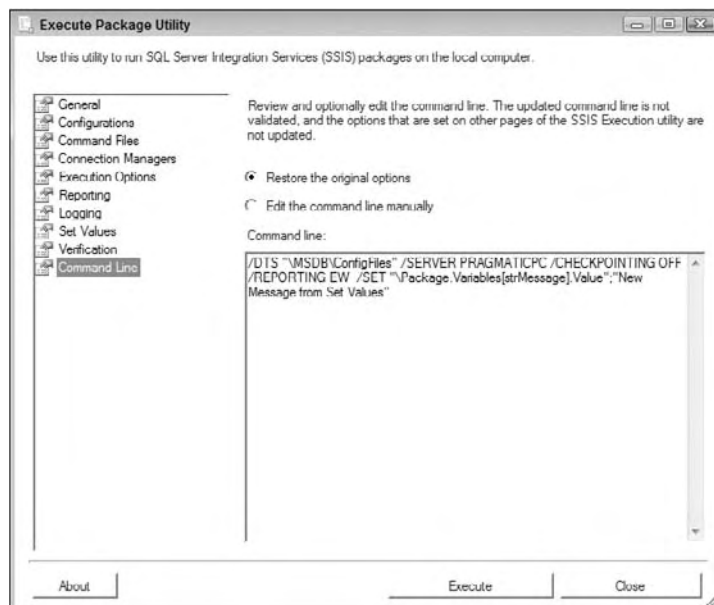 Execute Package Utility
Use this utility to run SQL Server Integration Services (SSIS) packages on the local computer.
General
Configurations
Command Files
Connection Managers
Execution Options
Reporting
Logging
Set Values
Verification
Command Line
Review and optionally edit the command line. The updated command line is not
validated, and the options that are set on other pages of the SSIS Execution utility are
not updated.
Restore the original options
Edit the command line manually
Command line:
/DTS "\MSDB\ConfigFiles" /SERVER PRAGMATICPC /CHECKPOINTING OFF
/REPORTING EW /SET "\Package.Variables[strMessage].Value";"New
Message from Set Values"
About
Execute
Close